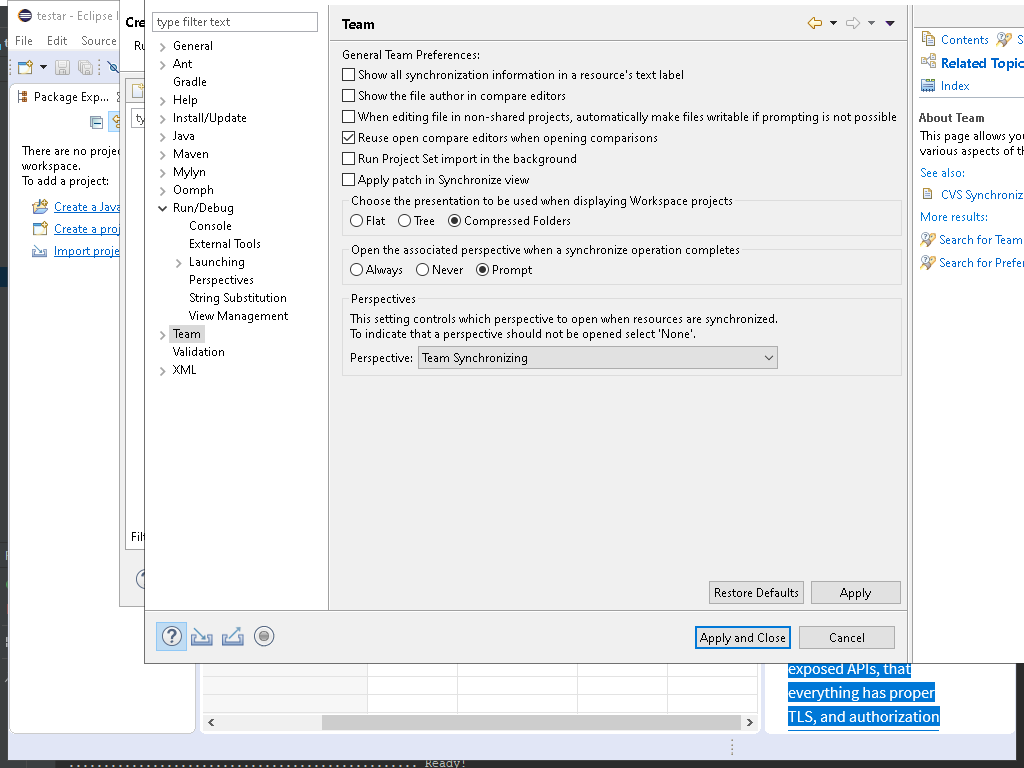 testar - Eclipse I
File Edit Source
Package Exp...
There are no proje
workspace.
To add a project:
Create a Java
Create a proj
Import proje
Cre
Ru
ty
Filt
type filter text
General
Ant
Gradle
Help
Install/Update
Java
Maven
Mylyn
Oomph
Run/Debug
Console
External Tools
Launching
Perspectives
String Substitution
View Management
Team
Validation
XML
Team
General Team Preferences:
Show all synchronization information in a resource's text label
Show the file author in compare editors
When editing file in non-shared projects, automatically make files writable if prompting is not possible
Reuse open compare editors when opening comparisons
Run Project Set import in the background
Apply patch in Synchronize view
Choose the presentation to be used when displaying Workspace projects
Flat Tree Compressed Folders
Open the associated perspective when a synchronize operation completes
Always Never Prompt
Perspectives
This setting controls which perspective to open when resources are synchronized.
To indicate that a perspective should not be opened select 'None'.
Perspective: Team Synchronizing
Restore Defaults Apply
Apply and Close Cancel
Contents S
Related Topic
Index
About Team
This page allows you
various aspects of th
See also:
CVS Synchroniz
More results:
Search for Team
Search for Prefer
exposed APIs, that
everything has proper
TLS, and authorization
Ready!